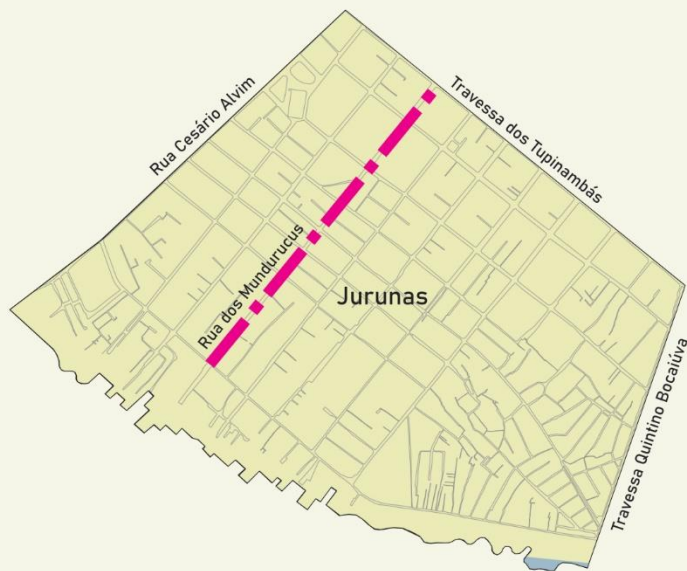 Rua Cesário Alvim
Travessa dos Tupinambás
Rua dos Mundurucus
Jurunas
Travessa Quintino Bocaiúva